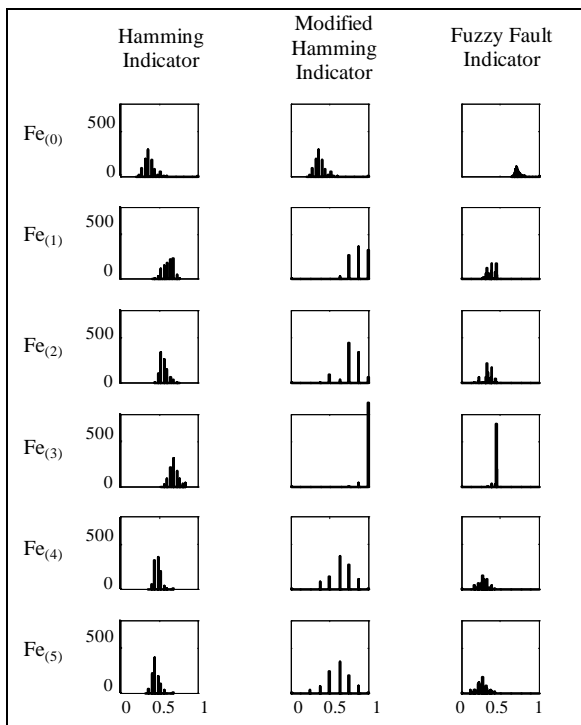 Hamming Indicator
Modified Hamming Indicator
Fuzzy Fault Indicator
Fe(0)
500
0
Fe(1)
500
0
Fe(2)
500
0
Fe(3)
500
0
Fe(4)
500
0
Fe(5)
500
0
0 0.5 1
0 0.5 1
0 0.5 1